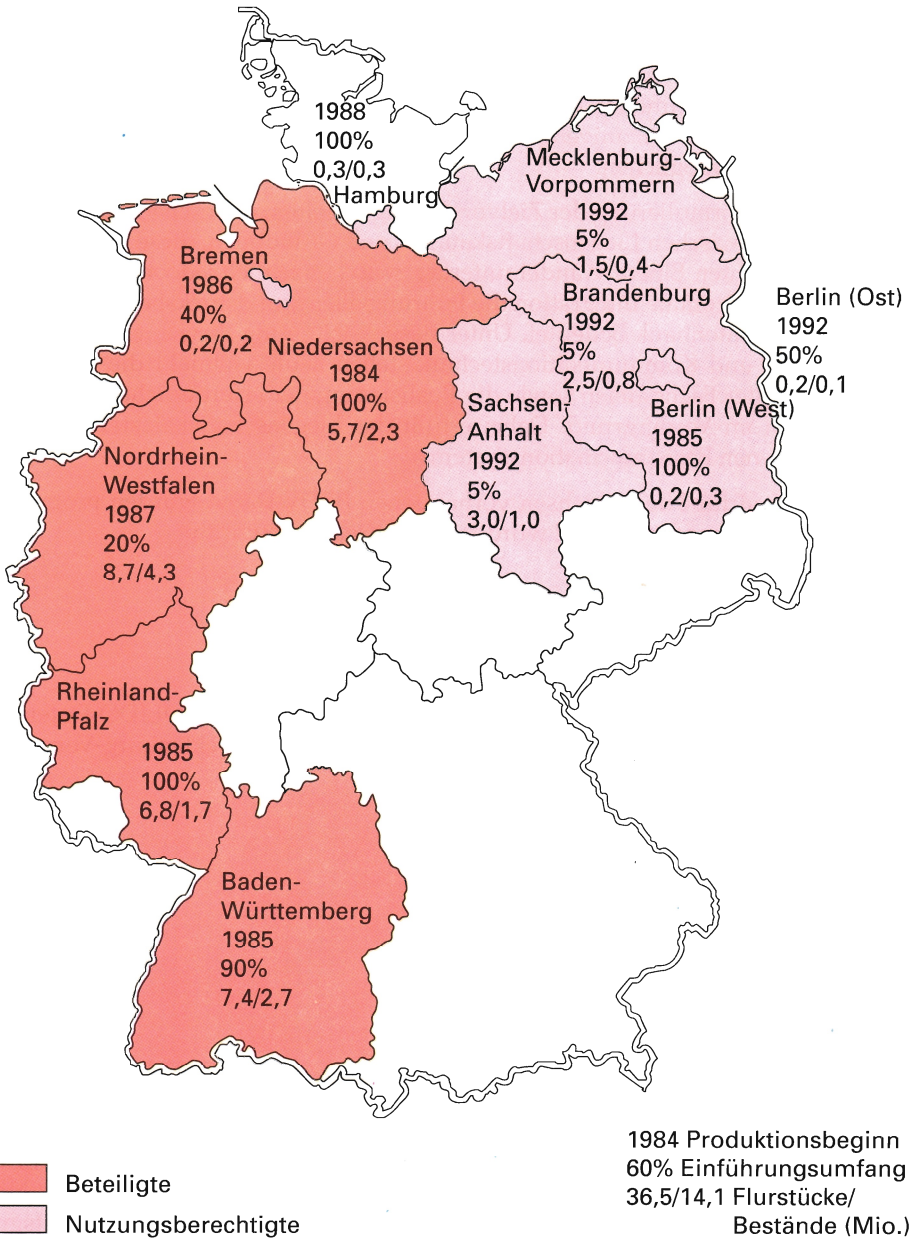 1988
100%
0,3/0,3
Hamburg
Mecklenburg-
Vorpommern
1992
5%
1,5/0,4
Bremen
1986
40%
0,2/0,2
Niedersachsen
1984
100%
5,7/2,3
Brandenburg
1992
5%
2,5/0,8
Berlin (Ost)
1992
50%
0,2/0,1
Berlin (West)
1985
100%
0,2/0,3
Sachsen-
Anhalt
1992
5%
3,0/1,0
Nordrhein-
Westfalen
1987
20%
8,7/4,3
Rheinland-
Pfalz
1985
100%
6,8/1,7
Baden-
Württemberg
1985
90%
7,4/2,7
Beteiligte
Nutzungsberechtigte
1984 Produktionsbeginn
60% Einführungsumfang
36,5/14,1 Flurstücke/
Bestände (Mio.)